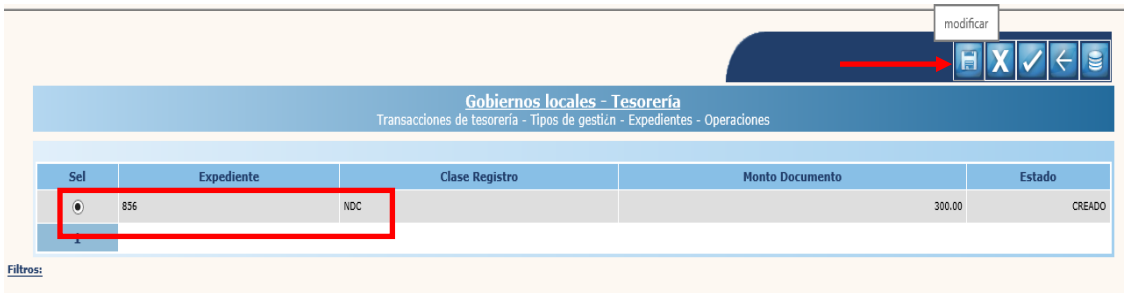 modificar
Gobiernos locales - Tesorería
Transacciones de tesorería - Tipos de gesti¿n - Expedientes - Operaciones
Sel Expediente Clase Registro Monto Documento Estado
856 NDC 300.00 CREADO
1
Filtros: